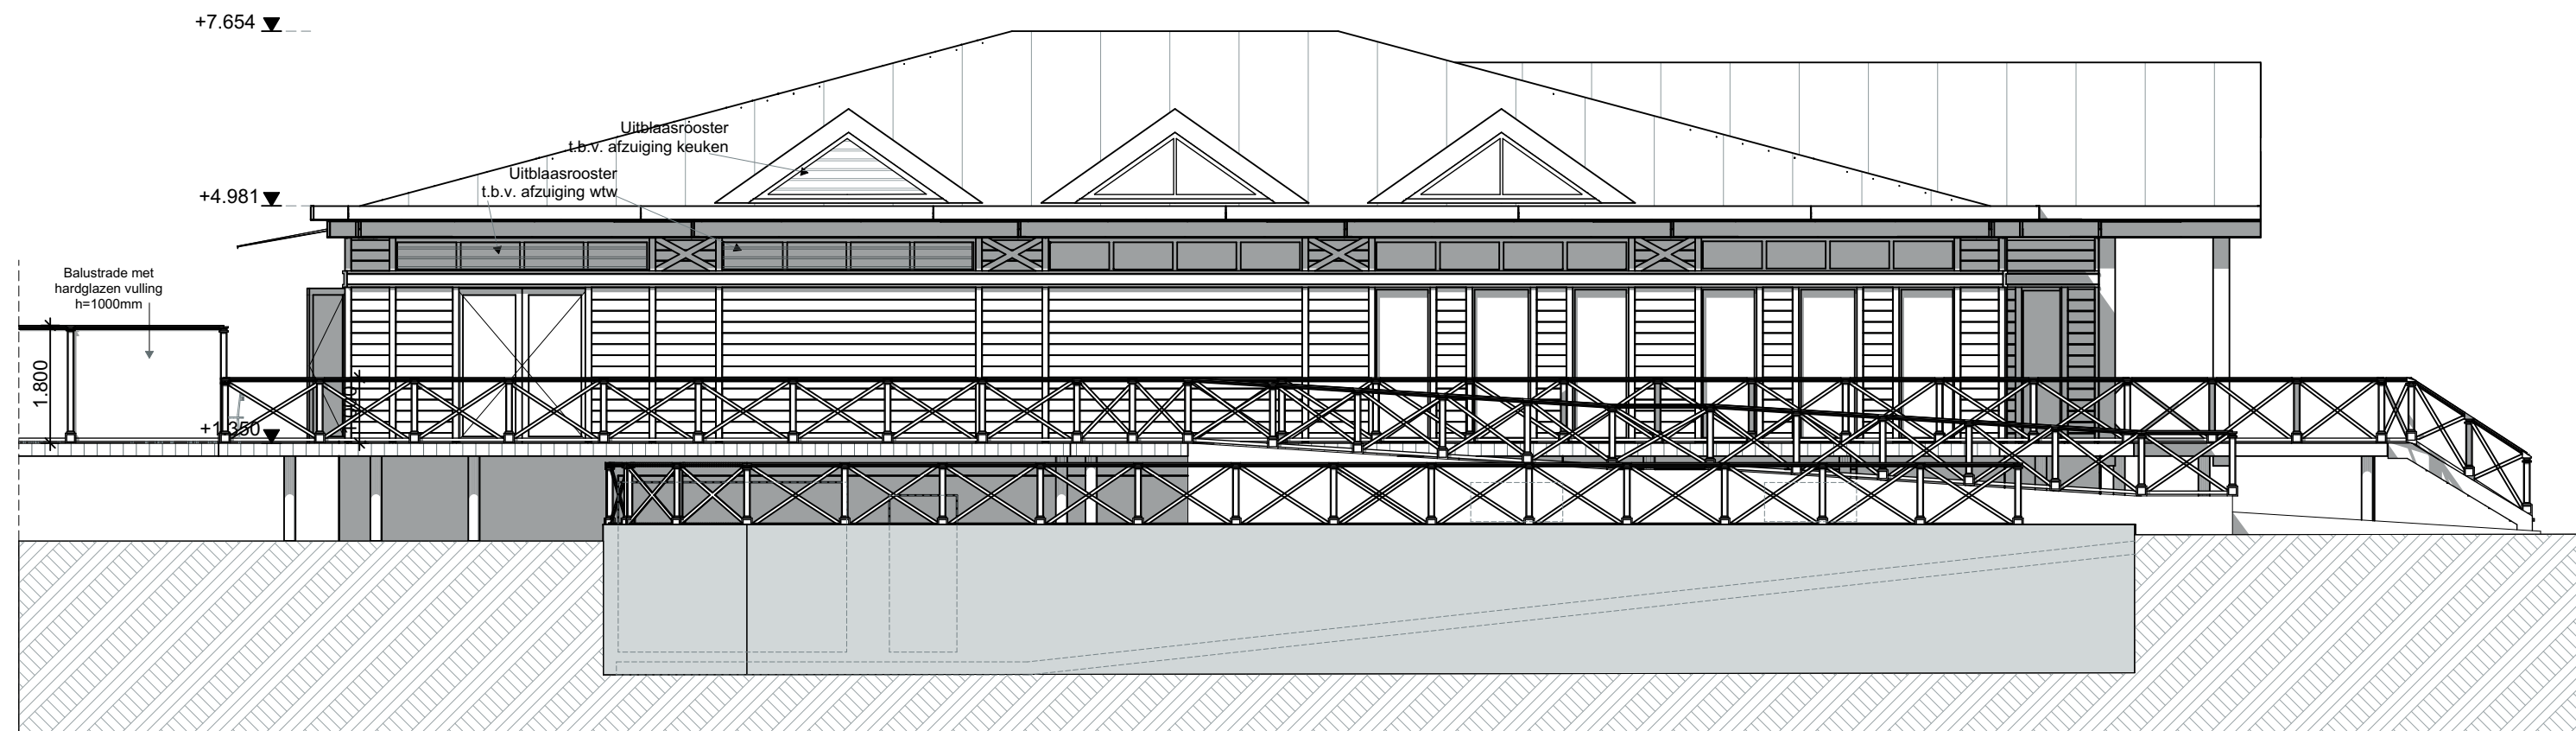 +7.654
Uitblaasrooster
t.b.v. afzuiging keuken
Uitblaasrooster
t.b.v. afzuiging wtw
+4.981
Balustrade met
hardglazen vulling
h=1000mm
1.800
+1.350